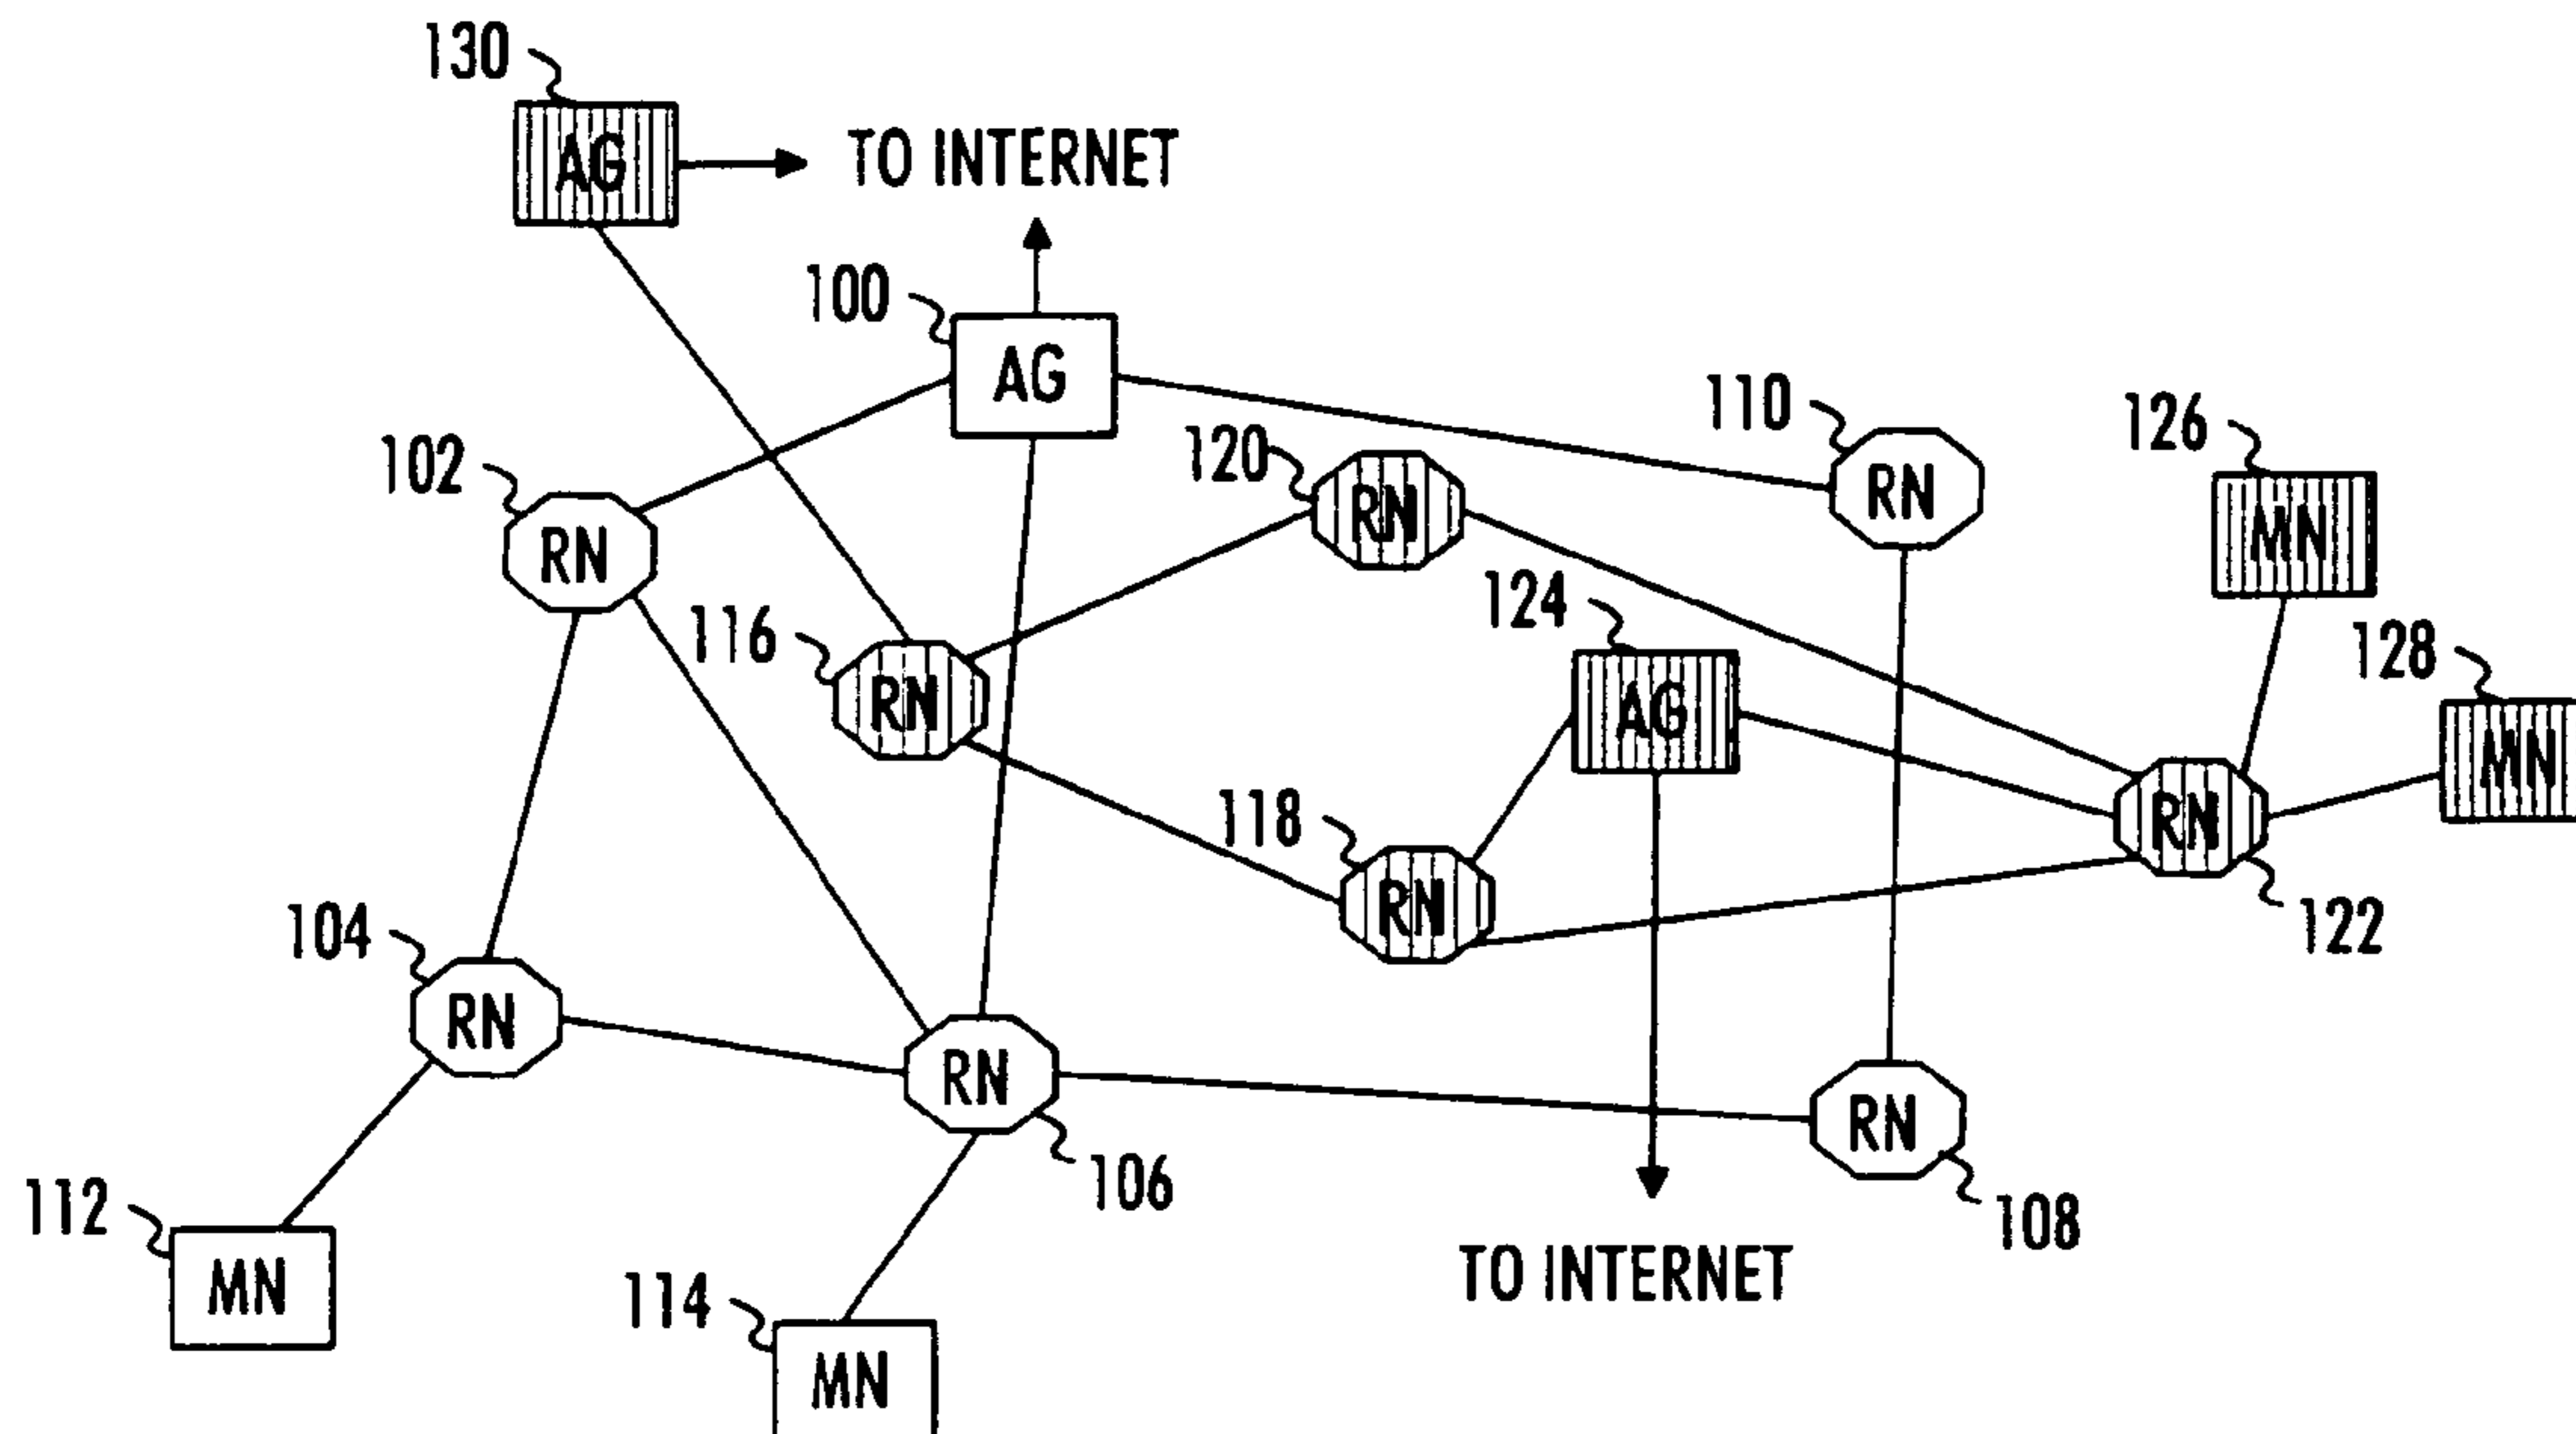 130
AG
TO INTERNET
100
AG
110
126
120
102
RN
RN
MN
RN
124
128
116
AG
RN
MN
118
RN
RN
104
122
RN
RN
106
RN
112
108
MN
114
TO INTERNET
MN